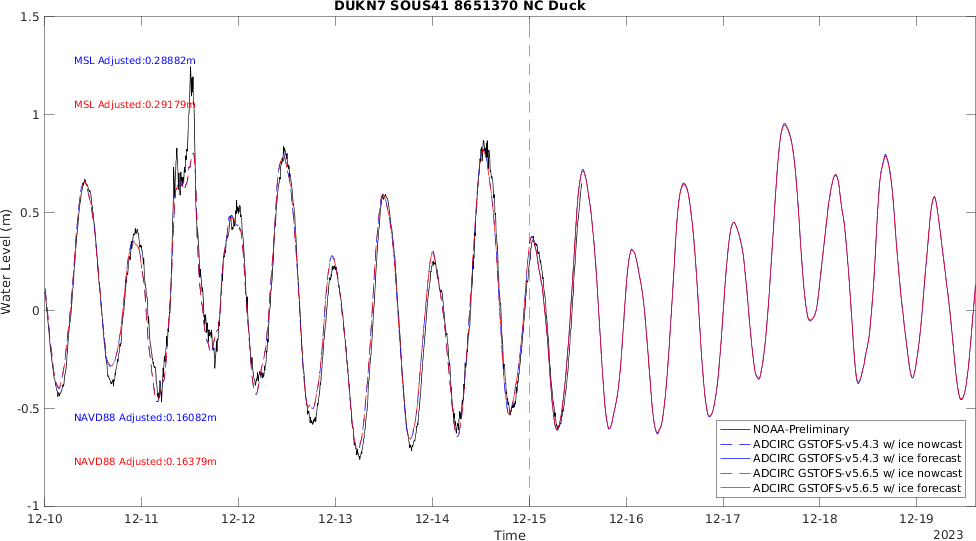 DUKN7 SOUS41 8651370 NC Duck
1.5
MSL Adjusted:0.28882m
MSL Adjusted:0.29179m
1
0.5
Water Level (m)
0
-0.5
NAVD88 Adjusted:0.16082m
NAVD88 Adjusted:0.16379m
NOAA-Preliminary
ADCIRC GSTOFS-v5.4.3 w/ ice nowcast
ADCIRC GSTOFS-v5.4.3 w/ ice forecast
ADCIRC GSTOFS-v5.6.5 w/ ice nowcast
ADCIRC GSTOFS-v5.6.5 w/ ice forecast
-1
12-10 12-11 12-12 12-13 12-14 12-15 12-16 12-17 12-18 12-19
Time
2023